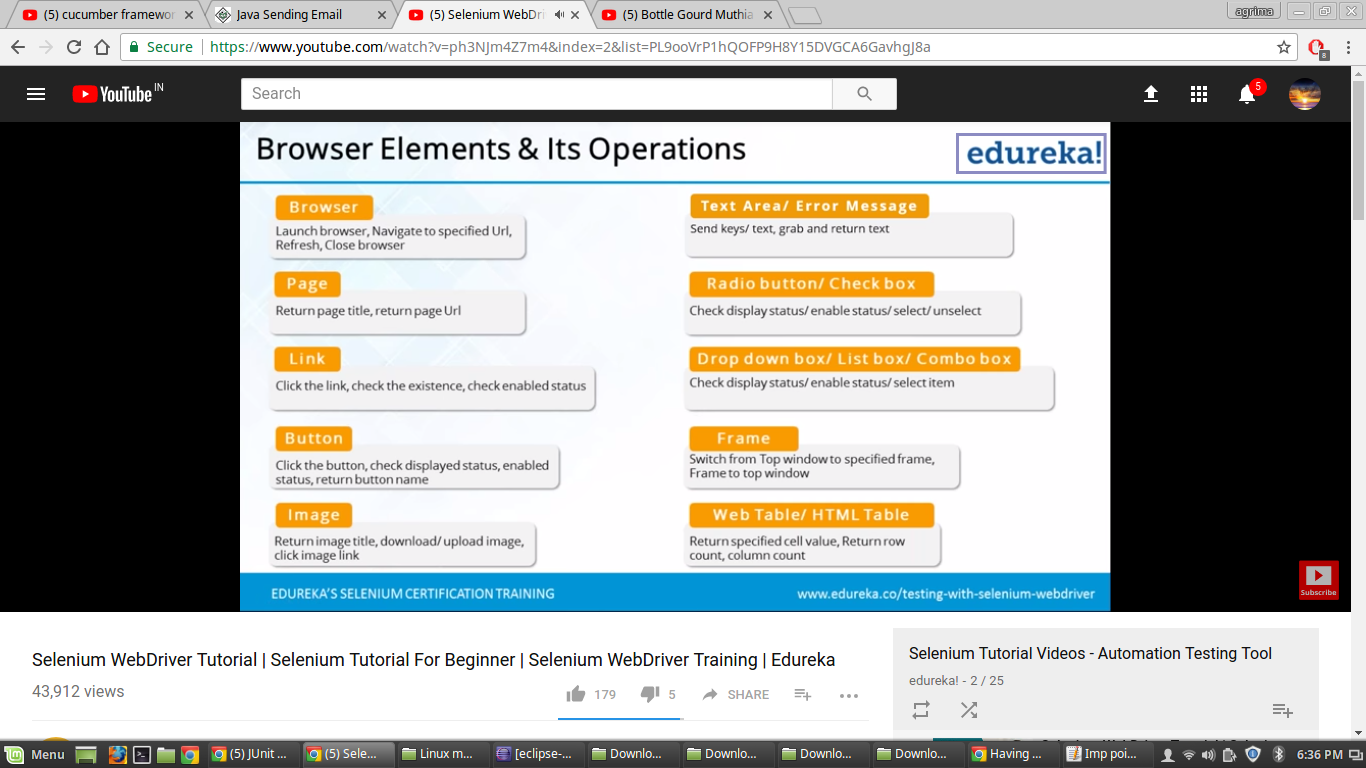 (5) cucumber framewor
Java Sending Email
(5) Selenium WebDri
(5) Bottle Gourd Muthia
agrima
Secure
https://www.youtube.com/watch?v=ph3NJm4Z7m4&index=2&list=PL9ooVrP1hQOFP9H8Y15DVGCA6GavhgJ8a
8
YouTube IN
Search
5
Browser Elements & Its Operations
edureka!
Browser
Launch browser, Navigate to specified Url,
Refresh, Close browser
Page
Return page title, return page Url
Link
Click the link, check the existence, check enabled status
Button
Click the button, check displayed status, enabled
status, return button name
Image
Return image title, download/ upload image,
click image link
Text Area/ Error Message
Send keys/ text, grab and return text
Radio button/ Check box
Check display status/ enable status/ select/ unselect
Drop down box/ List box/ Combo box
Check display status/ enable status/ select item
Frame
Switch from Top window to specified frame,
Frame to top window
Web Table/ HTML Table
Return specified cell value, Return row
count, column count
EDUREKA'S SELENIUM CERTIFICATION TRAINING
www.edureka.co/testing-with-selenium-webdriver
Subscribe
Selenium WebDriver Tutorial | Selenium Tutorial For Beginner | Selenium WebDriver Training | Edureka
43,912 views
179
5
SHARE
Selenium Tutorial Videos - Automation Testing Tool
edureka! - 2 / 25
Menu
(5) JUnit ...
(5) Sele...
Linux m...
[eclipse-...
Downlo...
Downlo...
Downlo...
Downlo...
Having ...
Imp poi...
6:36 PM